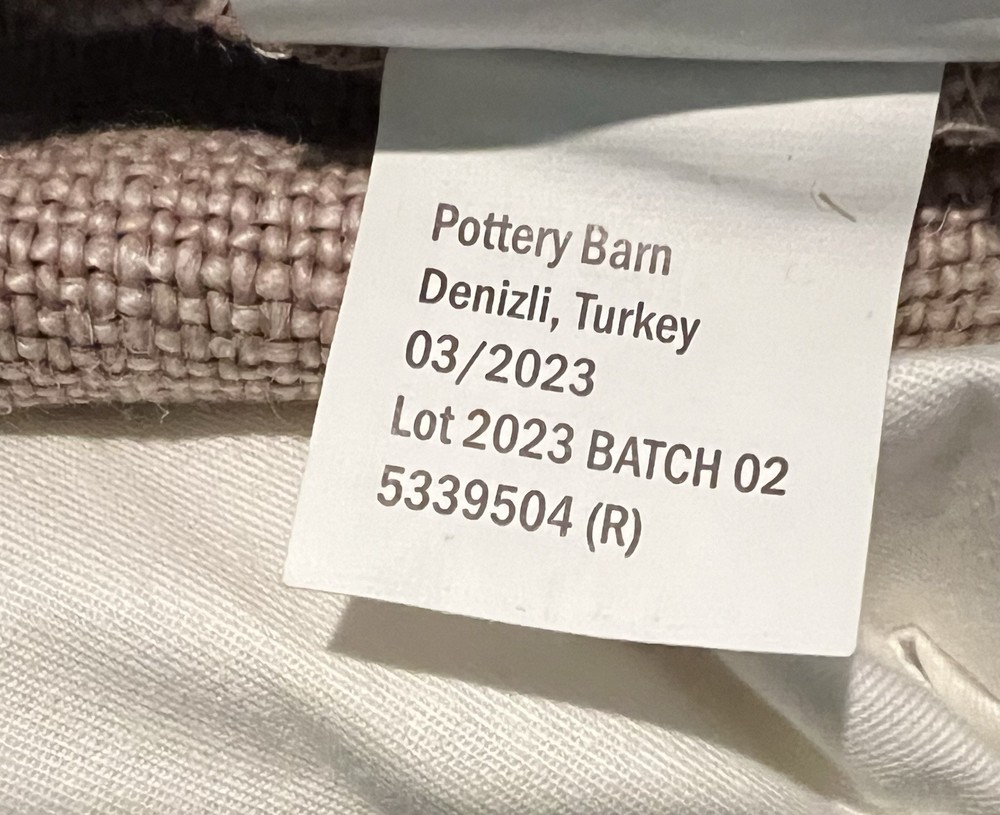 Pottery Barn
Denizli, Turkey
03/2023
Lot 2023 BATCH 02
5339504 (R)